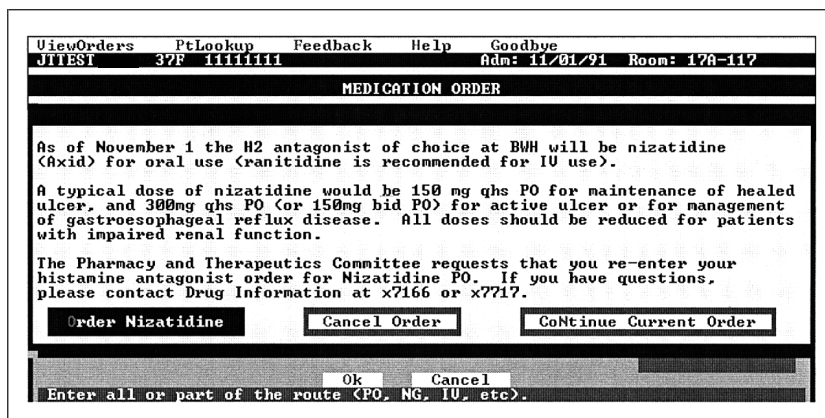 ViewOrders PtLookup Feedback Help Goodbye
JTTEST 37F 11111111 Adm: 11/01/91 Room: 17A-117
MEDICATION ORDER
As of November 1 the H2 antagonist of choice at BWH will be nizatidine
(Axid) for oral use (ranitidine is recommended for IV use).
A typical dose of nizatidine would be 150 mg qhs PO for maintenance of healed
ulcer, and 300mg qhs PO (or 150mg bid PO) for active ulcer or for management
of gastroesophageal reflux disease. All doses should be reduced for patients
with impaired renal function.
The Pharmacy and Therapeutics Committee requests that you re-enter your
histamine antagonist order for Nizatidine PO. If you have questions,
please contact Drug Information at x7166 or x7717.
Order Nizatidine Cancel Order CoNtinue Current Order
Ok Cancel
Enter all or part of the route (PO, NG, IV, etc).